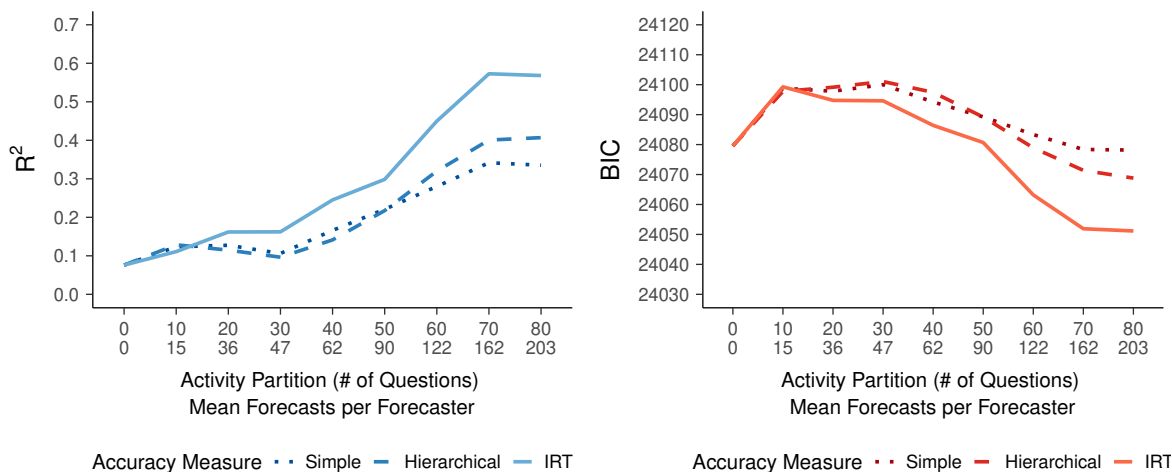 0.7
0.6
0.5
0.4
0.3
0.2
0.1
0.0
R²
0 10 20 30 40 50 60 70 80
0 15 36 47 62 90 122 162 203
Activity Partition (# of Questions)
Mean Forecasts per Forecaster
Accuracy Measure Simple Hierarchical IRT
24120
24110
24100
24090
24080
24070
24060
24050
24040
24030
BIC
0 10 20 30 40 50 60 70 80
0 15 36 47 62 90 122 162 203
Activity Partition (# of Questions)
Mean Forecasts per Forecaster
Accuracy Measure Simple Hierarchical IRT